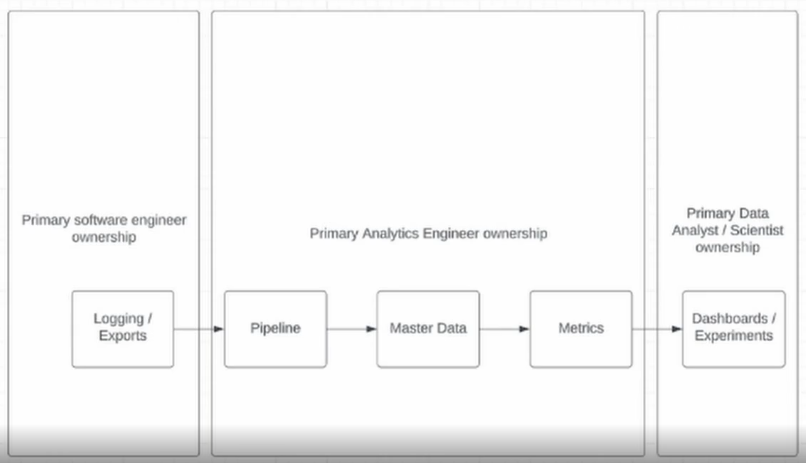 Primary software engineer
ownership
Primary Analytics Engineer ownership
Primary Data
Analyst / Scientist
ownership
Logging /
Exports
Pipeline
Master Data
Metrics
Dashboards /
Experiments